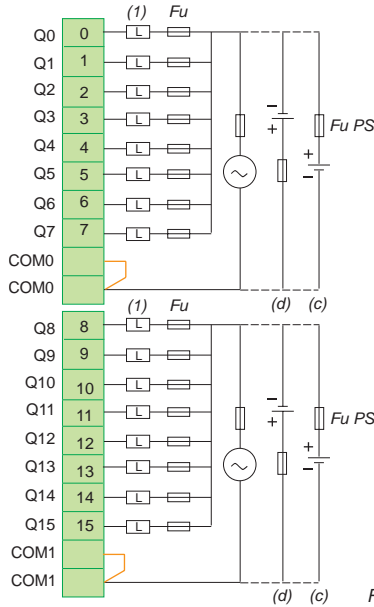 (1) Fu
Q0 0 L
Q1 1 L
Q2 2 L
Q3 3 L
Q4 4 L
Q5 5 L
Q6 6 L
Q7 7 L
COM0
COM0
− + Fu PS + −
(d) (c)
(1) Fu
Q8 8 L
Q9 9 L
Q10 10 L
Q11 11 L
Q12 12 L
Q13 13 L
Q14 14 L
Q15 15 L
COM1
COM1
− + Fu PS + −
(d) (c)